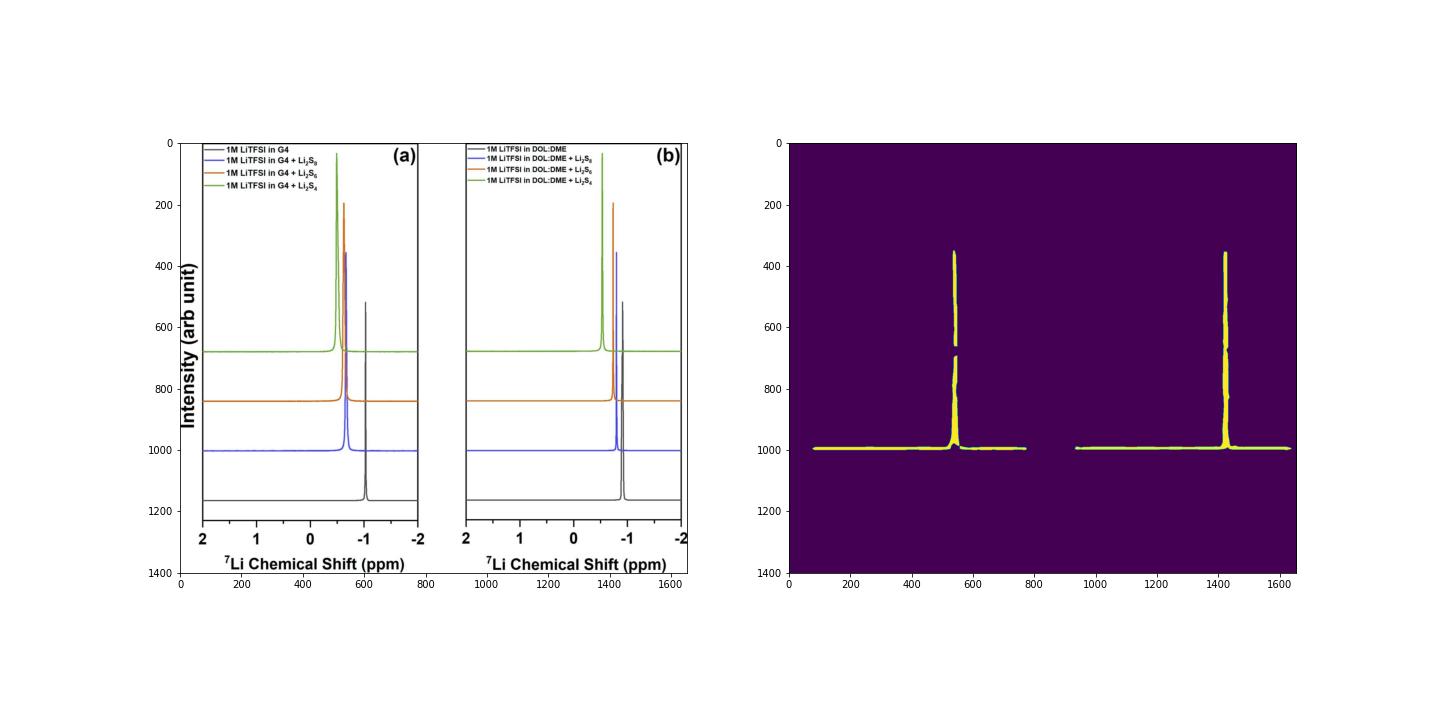 1M LiTFSI in G4
1M LiTFSI in G4 + Li₂S₈
1M LiTFSI in G4 + Li₂S₆
1M LiTFSI in G4 + Li₂S₄
(a)
1M LiTFSI in DOL:DME
1M LiTFSI in DOL:DME + Li₂S₈
1M LiTFSI in DOL:DME + Li₂S₆
1M LiTFSI in DOL:DME + Li₂S₄
(b)
Intensity (arb unit)
2 1 0 -1 -2
2 1 0 -1 -2
⁷Li Chemical Shift (ppm)
⁷Li Chemical Shift (ppm)
0
200
400
600
800
1000
1200
1400
0 200 400 600 800 1000 1200 1400 1600
0
200
400
600
800
1000
1200
1400
0 200 400 600 800 1000 1200 1400 1600